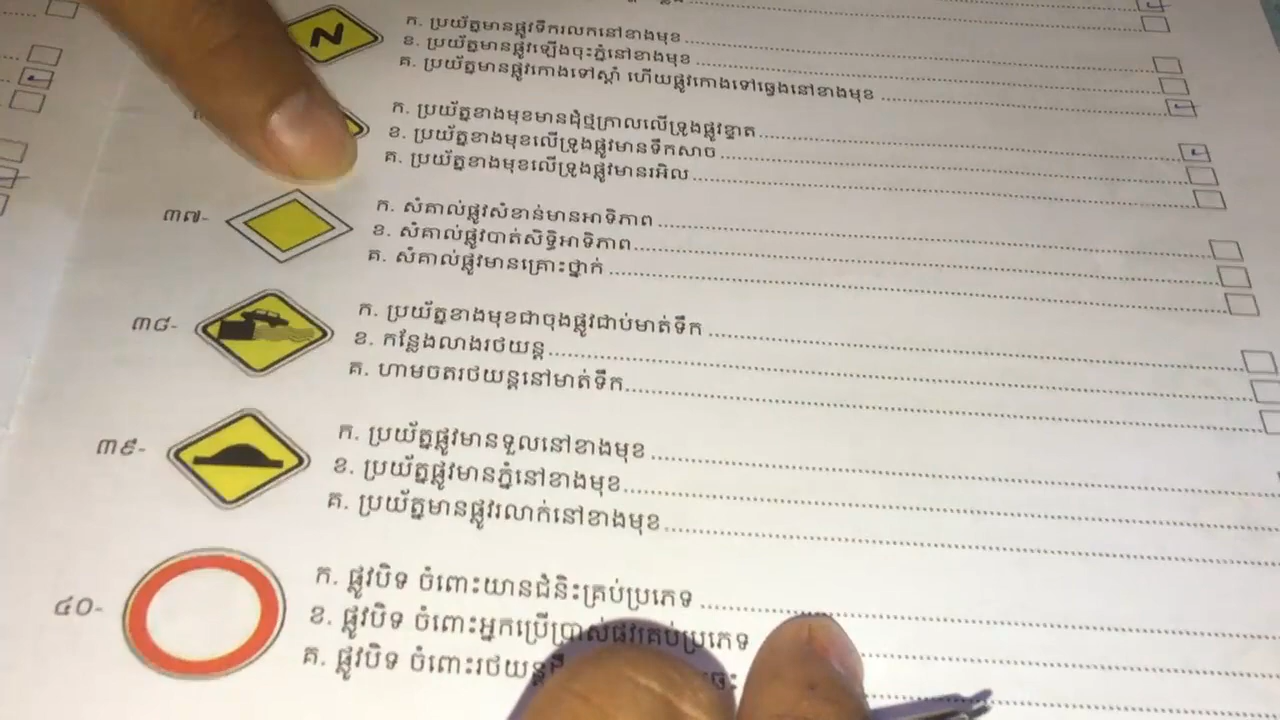 ក. ប្រយ័ត្នមានផ្លូវទឹករលកនៅខាងមុខ
ខ. ប្រយ័ត្នមានផ្លូវឡើងចុះភ្នំនៅខាងមុខ
គ. ប្រយ័ត្នមានផ្លូវកោងទៅស្តាំ ហើយផ្លូវកោងទៅឆ្វេងនៅខាងមុខ
ក. ប្រយ័ត្នខាងមុខមានដុំថ្មក្រាលលើទ្រូងផ្លូវខ្ទាត
ខ. ប្រយ័ត្នខាងមុខលើទ្រូងផ្លូវមានទឹកសាច
គ. ប្រយ័ត្នខាងមុខលើទ្រូងផ្លូវមានរអិល
៣៧-
ក. សំគាល់ផ្លូវសំខាន់មានអាទិភាព
ខ. សំគាល់ផ្លូវបាត់សិទ្ធិអាទិភាព
គ. សំគាល់ផ្លូវមានគ្រោះថ្នាក់
៣៨-
ក. ប្រយ័ត្នខាងមុខជាចុងផ្លូវជាប់មាត់ទឹក
ខ. កន្លែងលាងរថយន្ត
គ. ហាមចតរថយន្តនៅមាត់ទឹក
៣៩-
ក. ប្រយ័ត្នផ្លូវមានទួលនៅខាងមុខ
ខ. ប្រយ័ត្នផ្លូវមានភ្នំនៅខាងមុខ
គ. ប្រយ័ត្នមានផ្លូវរលាក់នៅខាងមុខ
៤០-
ក. ផ្លូវបិទ ចំពោះយានជំនិះគ្រប់ប្រភេទ
ខ. ផ្លូវបិទ ចំពោះអ្នកប្រើប្រាស់ផ្លូវគ្រប់ប្រភេទ
គ. ផ្លូវបិទ ចំពោះរថយន្តធុន